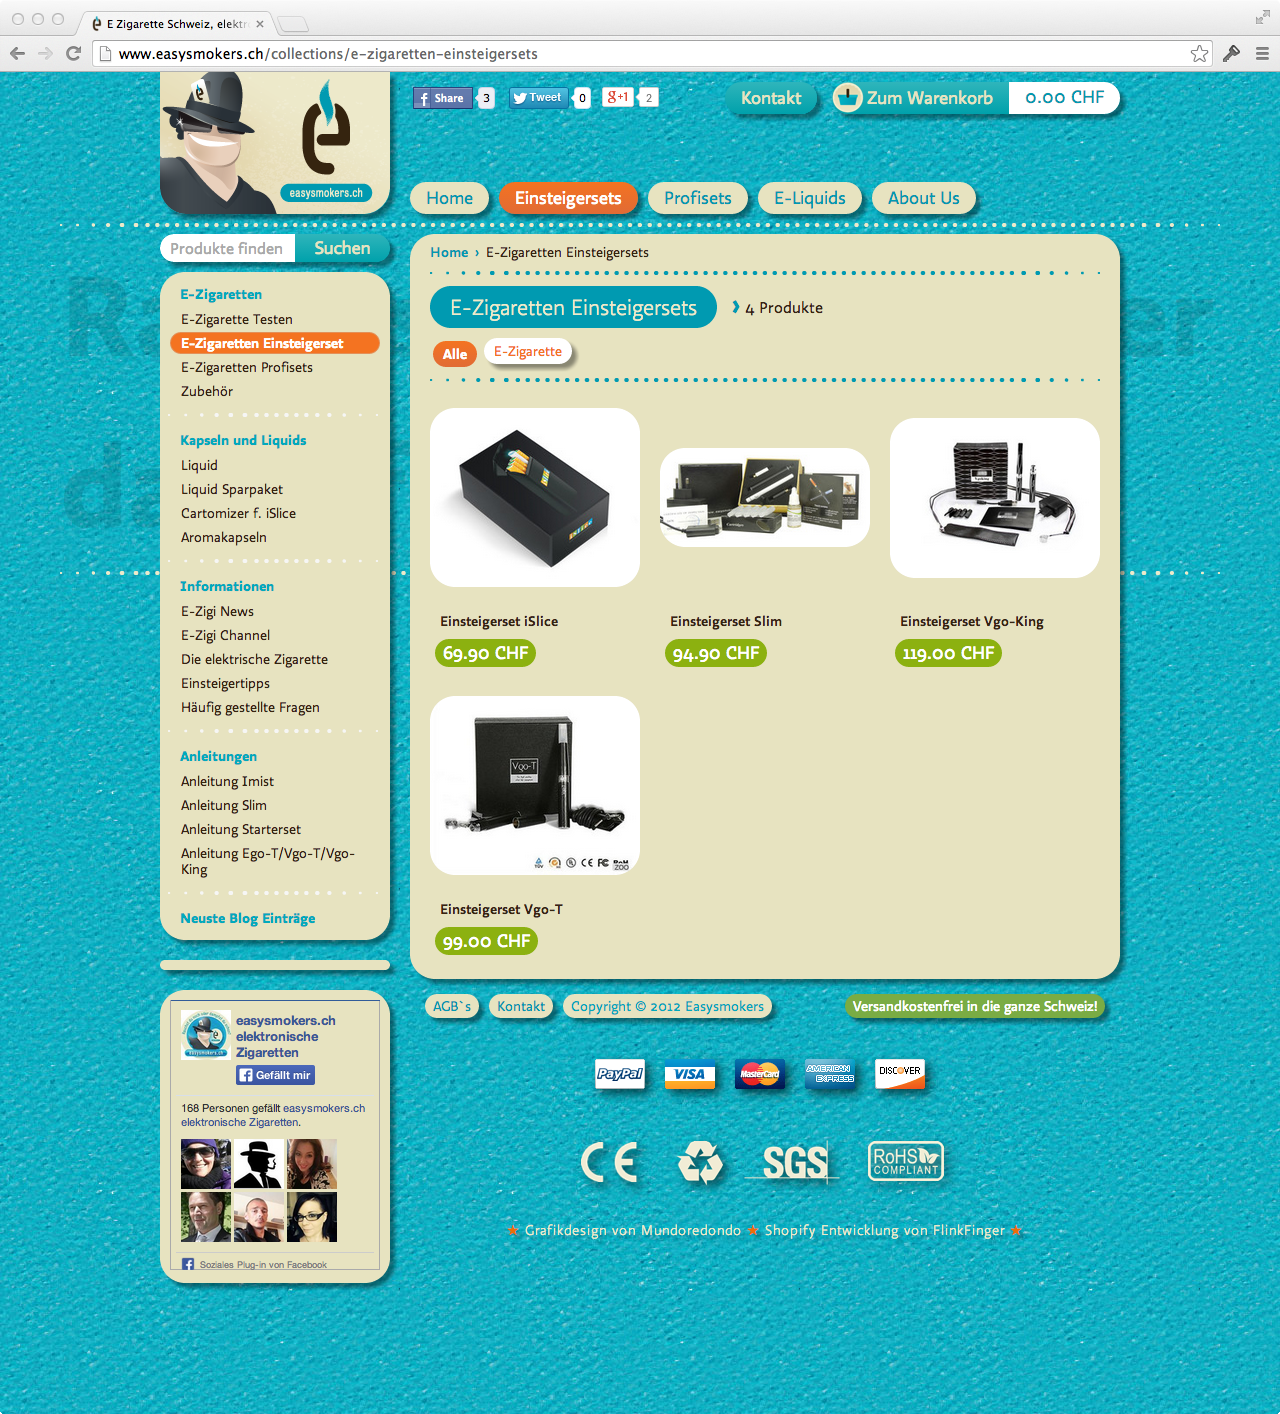 E Zigarette Schweiz, elektr
www.easysmokers.ch/collections/e-zigaretten-einsteigersets
easysmokers.ch
Share
3
Tweet
0
g+1
2
Kontakt
Zum Warenkorb
0.00 CHF
Home
Einsteigersets
Profisets
E-Liquids
About Us
Produkte finden
Suchen
E-Zigaretten
E-Zigarette Testen
E-Zigaretten Einsteigerset
E-Zigaretten Profisets
Zubehör
Kapseln und Liquids
Liquid
Liquid Sparpaket
Cartomizer f. iSlice
Aromakapseln
Informationen
E-Zigi News
E-Zigi Channel
Die elektrische Zigarette
Einsteigertipps
Häufig gestellte Fragen
Anleitungen
Anleitung Imist
Anleitung Slim
Anleitung Starterset
Anleitung Ego-T/Vgo-T/Vgo-
King
Neuste Blog Einträge
easysmokers.ch
elektronische
Zigaretten
Gefällt mir
168 Personen gefällt easysmokers.ch
elektronische Zigaretten.
Soziales Plug-in von Facebook
Home › E-Zigaretten Einsteigersets
E-Zigaretten Einsteigersets
4 Produkte
Alle
E-Zigarette
Einsteigerset iSlice
69.90 CHF
Einsteigerset Slim
94.90 CHF
Einsteigerset Vgo-King
119.00 CHF
Vgo-T
Einsteigerset Vgo-T
99.00 CHF
AGB`s
Kontakt
Copyright © 2012 Easysmokers
Versandkostenfrei in die ganze Schweiz!
PayPal
VISA
MasterCard
AMERICAN
EXPRESS
DISCOVER
CE
SGS
RoHS
COMPLIANT
★ Grafikdesign von Mundoredondo ★ Shopify Entwicklung von FlinkFinger ★